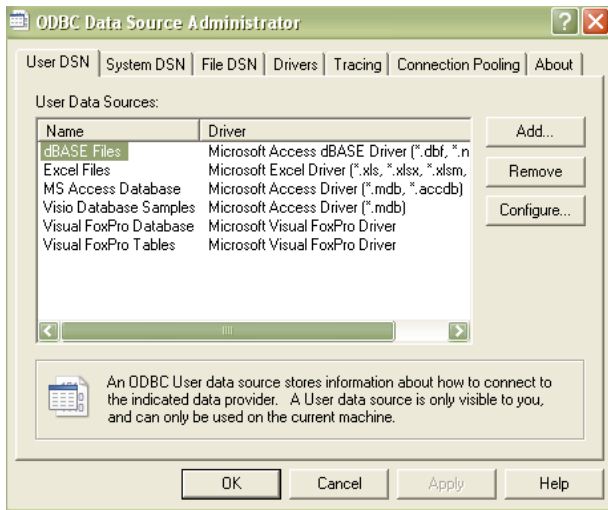 ODBC Data Source Administrator
User DSN System DSN File DSN Drivers Tracing Connection Pooling About
User Data Sources:
Name Driver
dBASE Files Microsoft Access dBASE Driver (*.dbf, *.n
Excel Files Microsoft Excel Driver (*.xls, *.xlsx, *.xlsm,
MS Access Database Microsoft Access Driver (*.mdb, *.accdb)
Visio Database Samples Microsoft Access Driver (*.mdb)
Visual FoxPro Database Microsoft Visual FoxPro Driver
Visual FoxPro Tables Microsoft Visual FoxPro Driver
Add...
Remove
Configure...
An ODBC User data source stores information about how to connect to
the indicated data provider. A User data source is only visible to you,
and can only be used on the current machine.
OK Cancel Apply Help